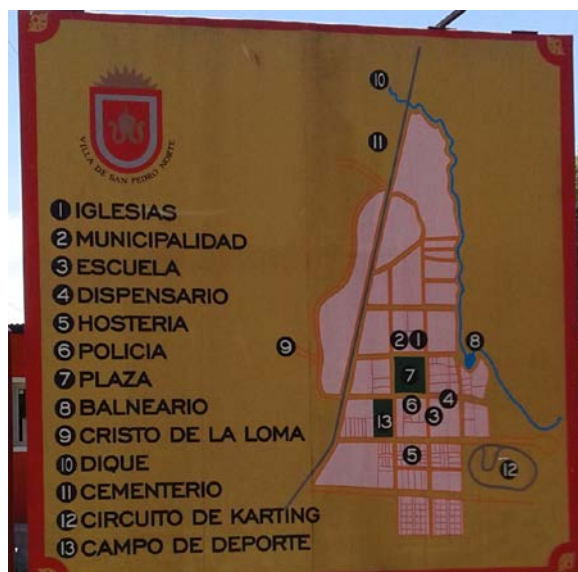 VILLA DE SAN PEDRO NORTE
1 IGLESIAS
2 MUNICIPALIDAD
3 ESCUELA
4 DISPENSARIO
5 HOSTERIA
6 POLICIA
7 PLAZA
8 BALNEARIO
9 CRISTO DE LA LOMA
10 DIQUE
11 CEMENTERIO
12 CIRCUITO DE KARTING
13 CAMPO DE DEPORTE
10
11
2 1
9
8
7
4
6
3
13
5
12